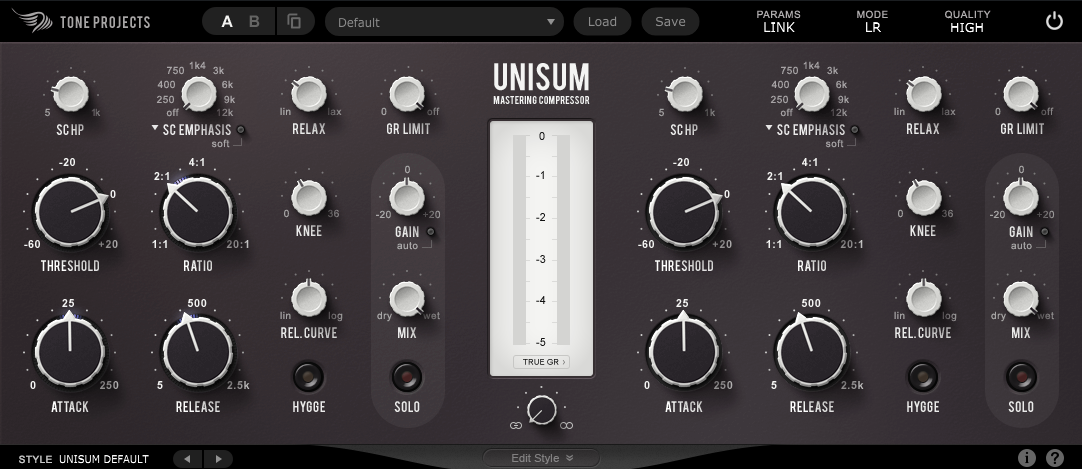 TONE PROJECTS
A B
Default
Load
Save
PARAMS
LINK
MODE
LR
QUALITY
HIGH
5 1k
SC HP
off 250 400 750 1k4 3k 6k 9k 12k
SC EMPHASIS
soft
lin lax
RELAX
0 off
GR LIMIT
UNISUM
MASTERING COMPRESSOR
5 1k
SC HP
off 250 400 750 1k4 3k 6k 9k 12k
SC EMPHASIS
soft
lin lax
RELAX
0 off
GR LIMIT
-60 -20 0 +20
THRESHOLD
1:1 2:1 4:1 20:1
RATIO
0 36
KNEE
-20 0 +20
GAIN
auto
0
-1
-2
-3
-4
-5
TRUE GR ›
-60 -20 0 +20
THRESHOLD
1:1 2:1 4:1 20:1
RATIO
0 36
KNEE
-20 0 +20
GAIN
auto
0 25 250
ATTACK
5 500 2.5k
RELEASE
lin log
REL. CURVE
dry wet
MIX
HYGGE
SOLO
0 25 250
ATTACK
5 500 2.5k
RELEASE
lin log
REL. CURVE
dry wet
MIX
HYGGE
SOLO
STYLE UNISUM DEFAULT
Edit Style
i ?